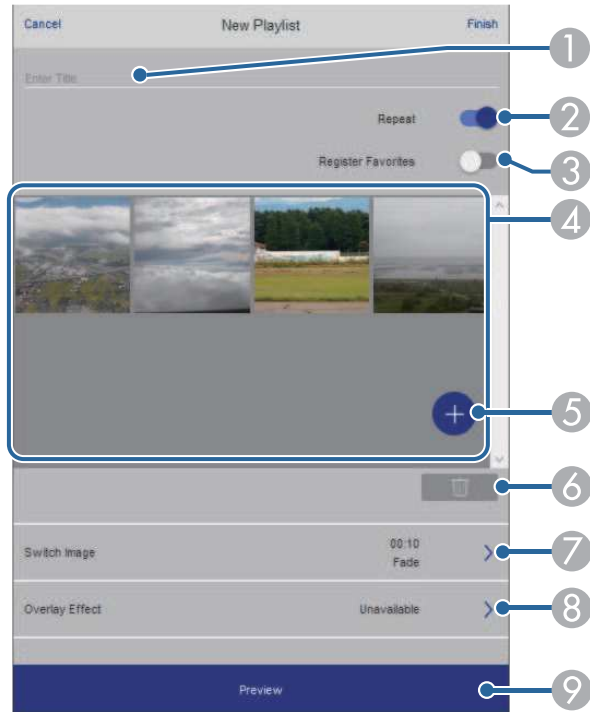 Cancel New Playlist Finish
1
Enter Title
Repeat
2
Register Favorites
3
4
5
6
Switch Image
00:10
Fade
7
Overlay Effect Unavailable
8
Preview
9